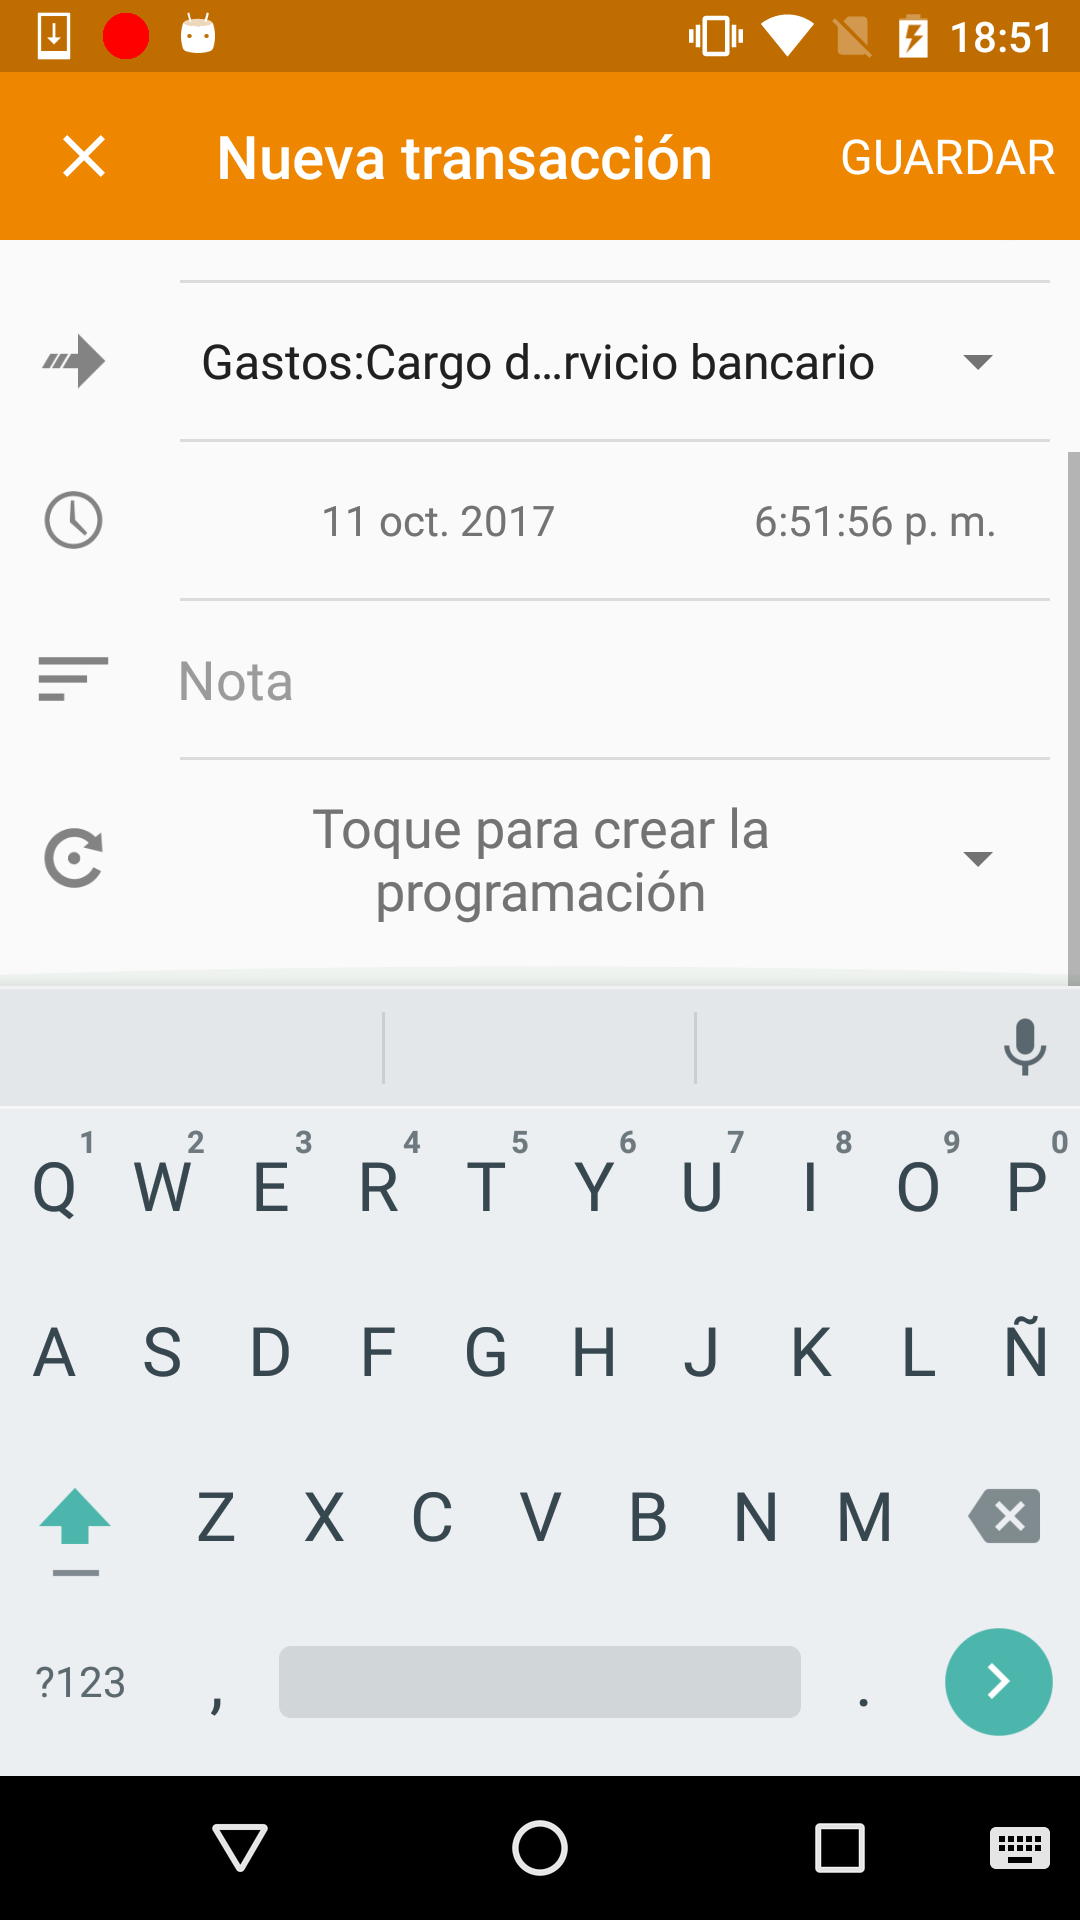 18:51
Nueva transacción GUARDAR
Gastos:Cargo d...rvicio bancario
11 oct. 2017 6:51:56 p. m.
Nota
Toque para crear la
programación
1 2 3 4 5 6 7 8 9 0
Q W E R T Y U I O P
A S D F G H J K L Ñ
Z X C V B N M
?123 , .